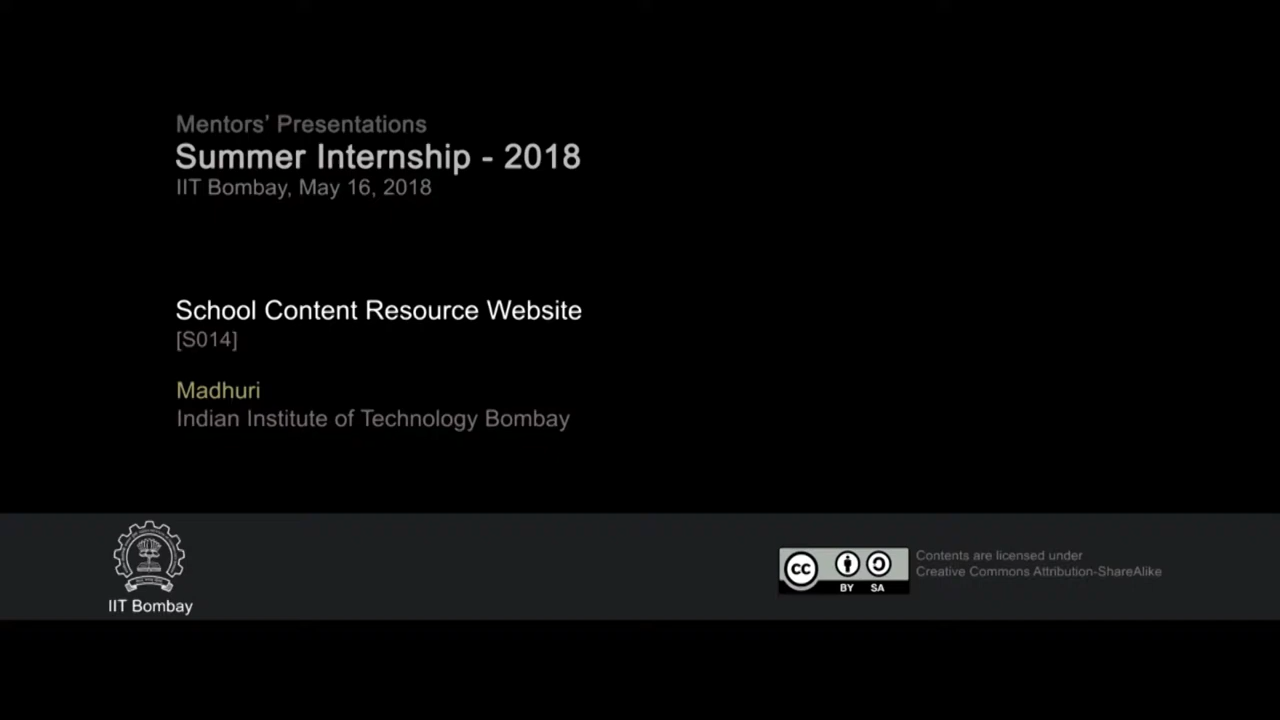 Mentors’ Presentations
Summer Internship - 2018
IIT Bombay, May 16, 2018
School Content Resource Website
[S014]
Madhuri
Indian Institute of Technology Bombay
IIT Bombay
cc
BY SA
Contents are licensed under
Creative Commons Attribution-ShareAlike